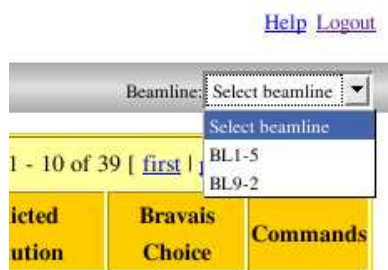 Help Logout
Beamline: Select beamline
Select beamline
BL1-5
BL9-2
1 - 10 of 39 [ first |
icted Bravais Commands
ution Choice